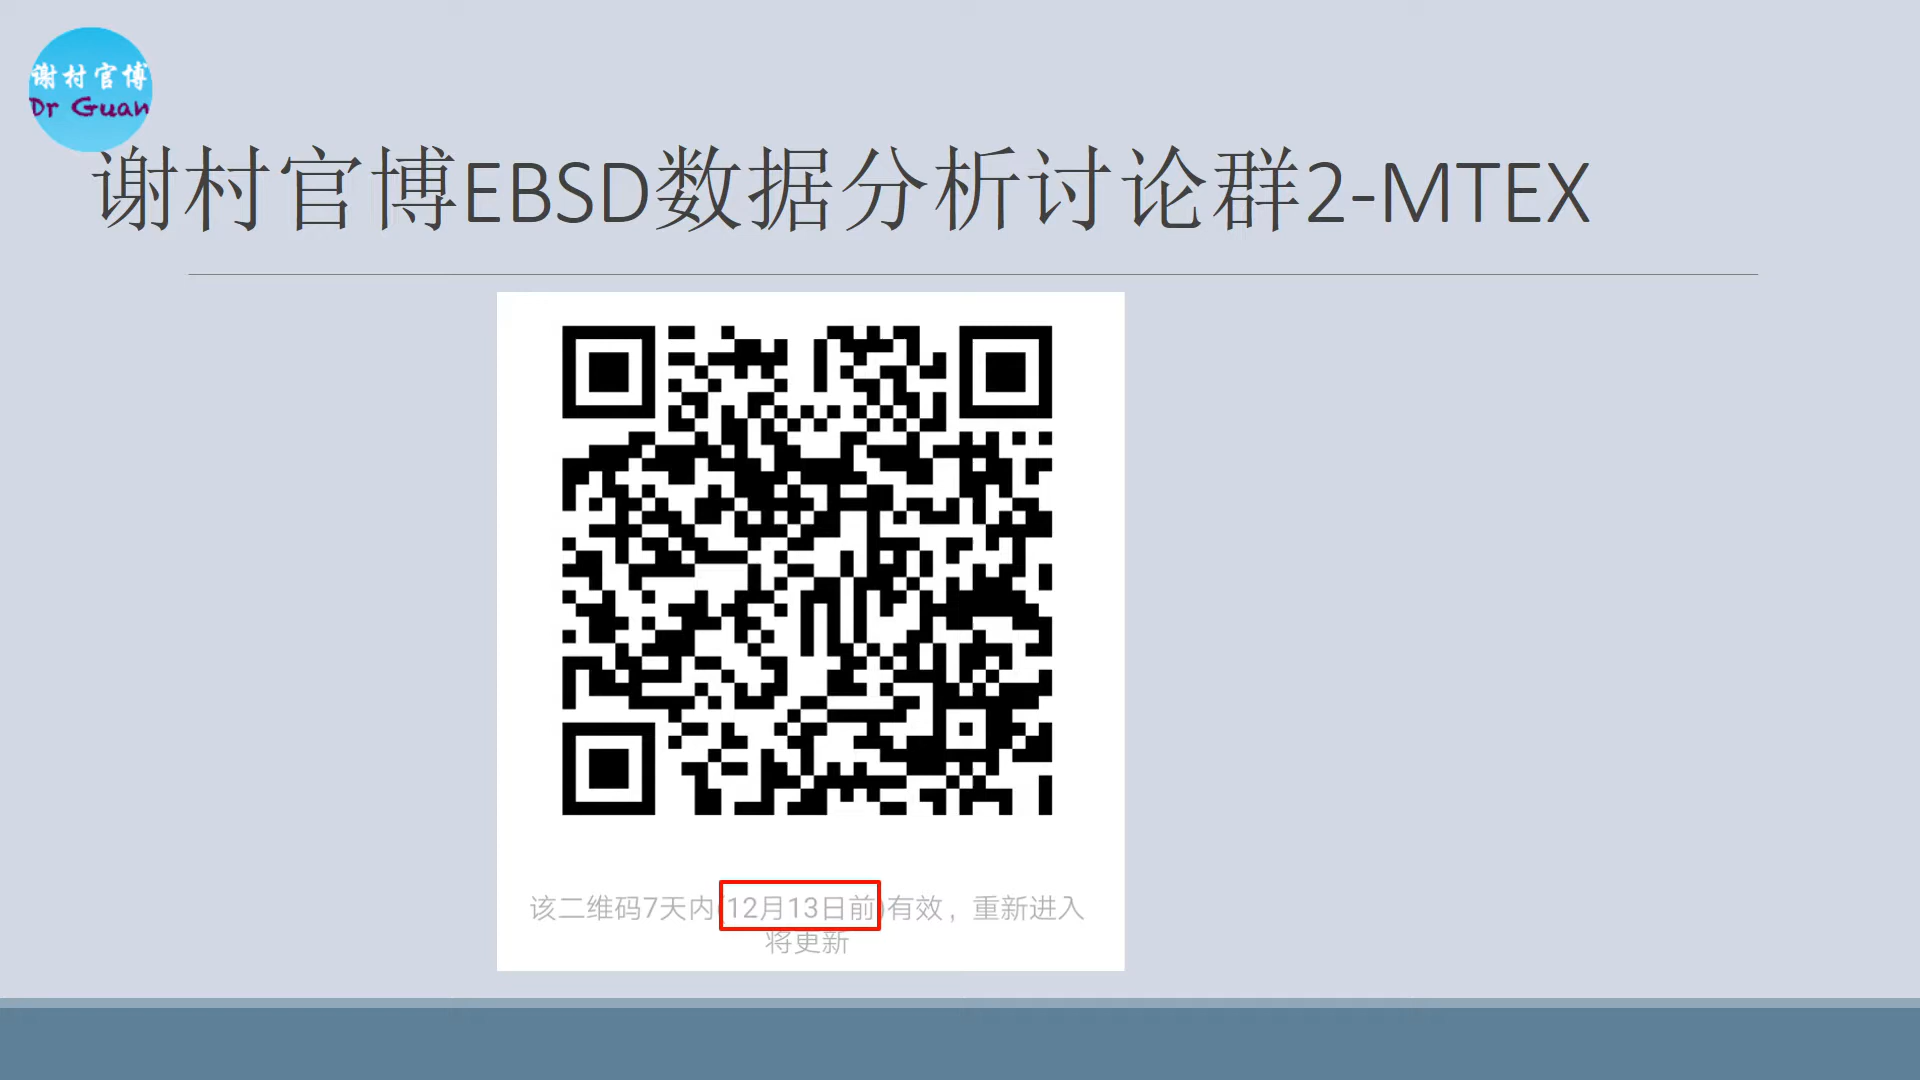 谢村官博
Dr Guan
谢村官博EBSD数据分析讨论群2-MTEX
该二维码7天内(12月13日前)有效，重新进入
将更新